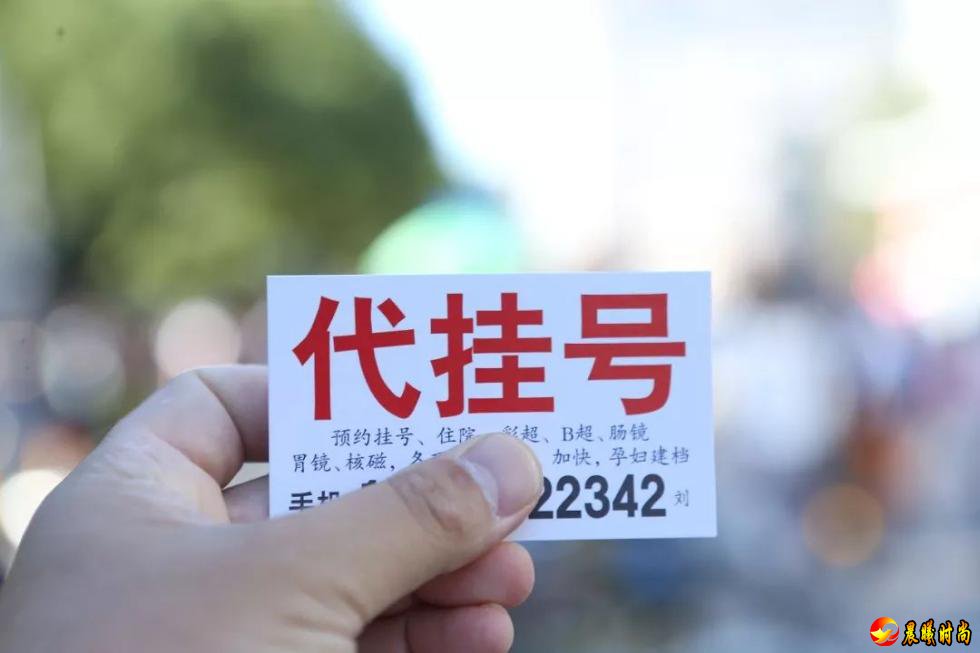 代挂号
预约挂号、住院 彩超、B超、肠镜
胃镜、核磁, 各 加快, 孕妇建档
手机 22342 刘
晨曦时尚